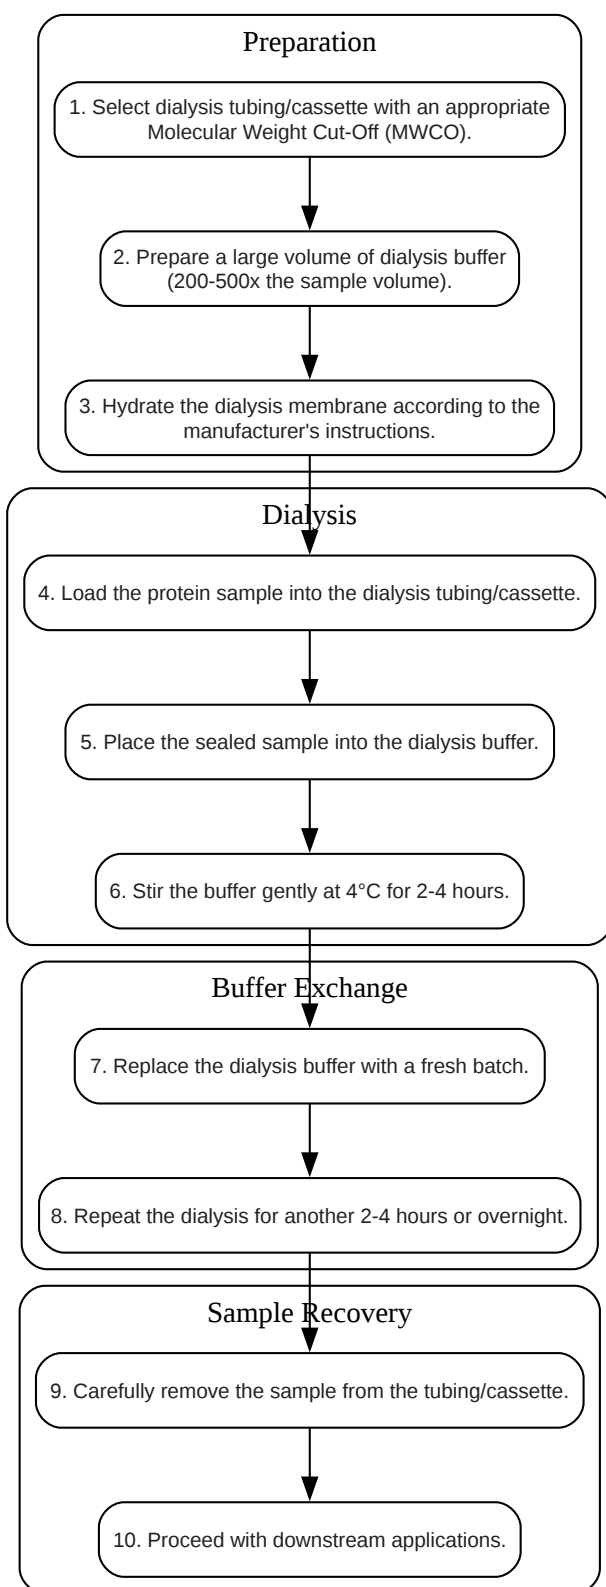 Preparation
1. Select dialysis tubing/cassette with an appropriate
Molecular Weight Cut-Off (MWCO).
2. Prepare a large volume of dialysis buffer
(200-500x the sample volume).
3. Hydrate the dialysis membrane according to the
manufacturer's instructions.
Dialysis
4. Load the protein sample into the dialysis tubing/cassette.
5. Place the sealed sample into the dialysis buffer.
6. Stir the buffer gently at 4°C for 2-4 hours.
Buffer Exchange
7. Replace the dialysis buffer with a fresh batch.
8. Repeat the dialysis for another 2-4 hours or overnight.
Sample Recovery
9. Carefully remove the sample from the tubing/cassette.
10. Proceed with downstream applications.